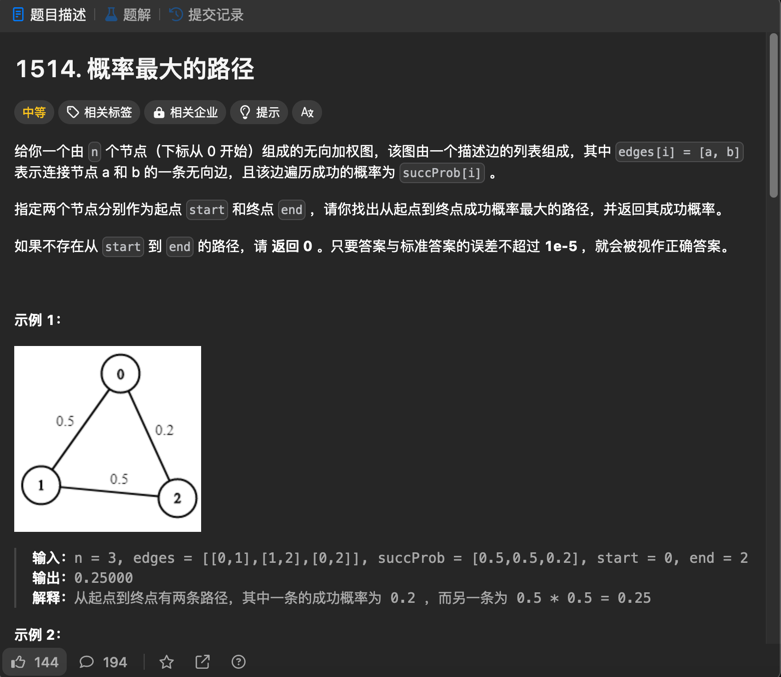 题目描述 题解 提交记录
1514. 概率最大的路径
中等 相关标签 相关企业 提示
给你一个由 n 个节点（下标从 0 开始）组成的无向加权图，该图由一个描述边的列表组成，其中 edges[i] = [a, b]
表示连接节点 a 和 b 的一条无向边，且该边遍历成功的概率为 succProb[i] 。
指定两个节点分别作为起点 start 和终点 end ，请你找出从起点到终点成功概率最大的路径，并返回其成功概率。
如果不存在从 start 到 end 的路径，请 返回 0 。只要答案与标准答案的误差不超过 1e-5 ，就会被视作正确答案。
示例 1：
0
0.5
0.2
0.5
1
2
输入：n = 3, edges = [[0,1],[1,2],[0,2]], succProb = [0.5,0.5,0.2], start = 0, end = 2
输出：0.25000
解释：从起点到终点有两条路径，其中一条的成功概率为 0.2 ，而另一条为 0.5 * 0.5 = 0.25
示例 2：
144 194